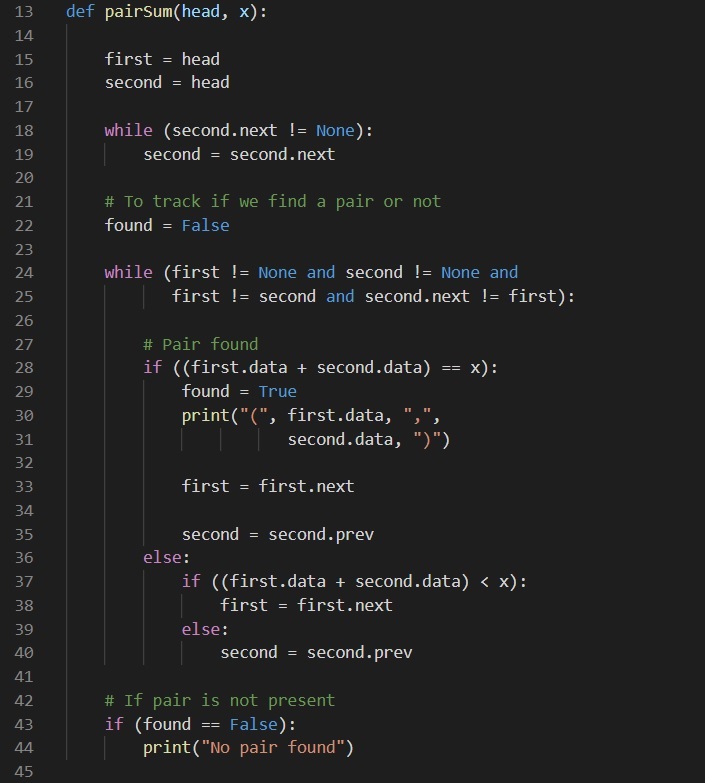 13 def pairSum(head, x):
14
15     first = head
16     second = head
17
18     while (second.next != None):
19         second = second.next
20
21     # To track if we find a pair or not
22     found = False
23
24     while (first != None and second != None and
25            first != second and second.next != first):
26
27         # Pair found
28         if ((first.data + second.data) == x):
29             found = True
30             print("(", first.data, ",",
31                        second.data, ")")
32
33             first = first.next
34
35             second = second.prev
36         else:
37             if ((first.data + second.data) < x):
38                 first = first.next
39             else:
40                 second = second.prev
41
42     # If pair is not present
43     if (found == False):
44         print("No pair found")
45